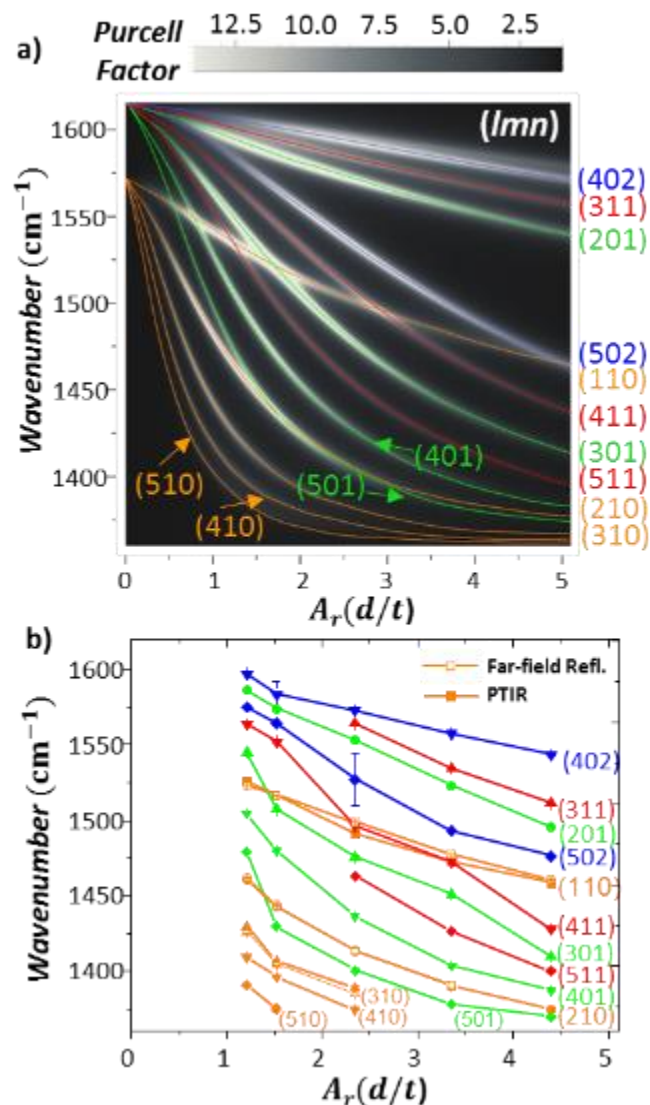 Purcell Factor
12.5 10.0 7.5 5.0 2.5
a)
(lmn)
Wavenumber (cm⁻¹)
1600
1550
1500
1450
1400
(402)
(311)
(201)
(502)
(110)
(411)
(301)
(511)
(210)
(310)
(401)
(501)
(510)
(410)
0 1 2 3 4 5
A_r(d/t)
b)
Far-field Refl.
PTIR
Wavenumber (cm⁻¹)
1600
1550
1500
1450
1400
(402)
(311)
(201)
(502)
(110)
(411)
(301)
(511)
(401)
(210)
(310)
(410)
(510)
(501)
0 1 2 3 4 5
A_r(d/t)